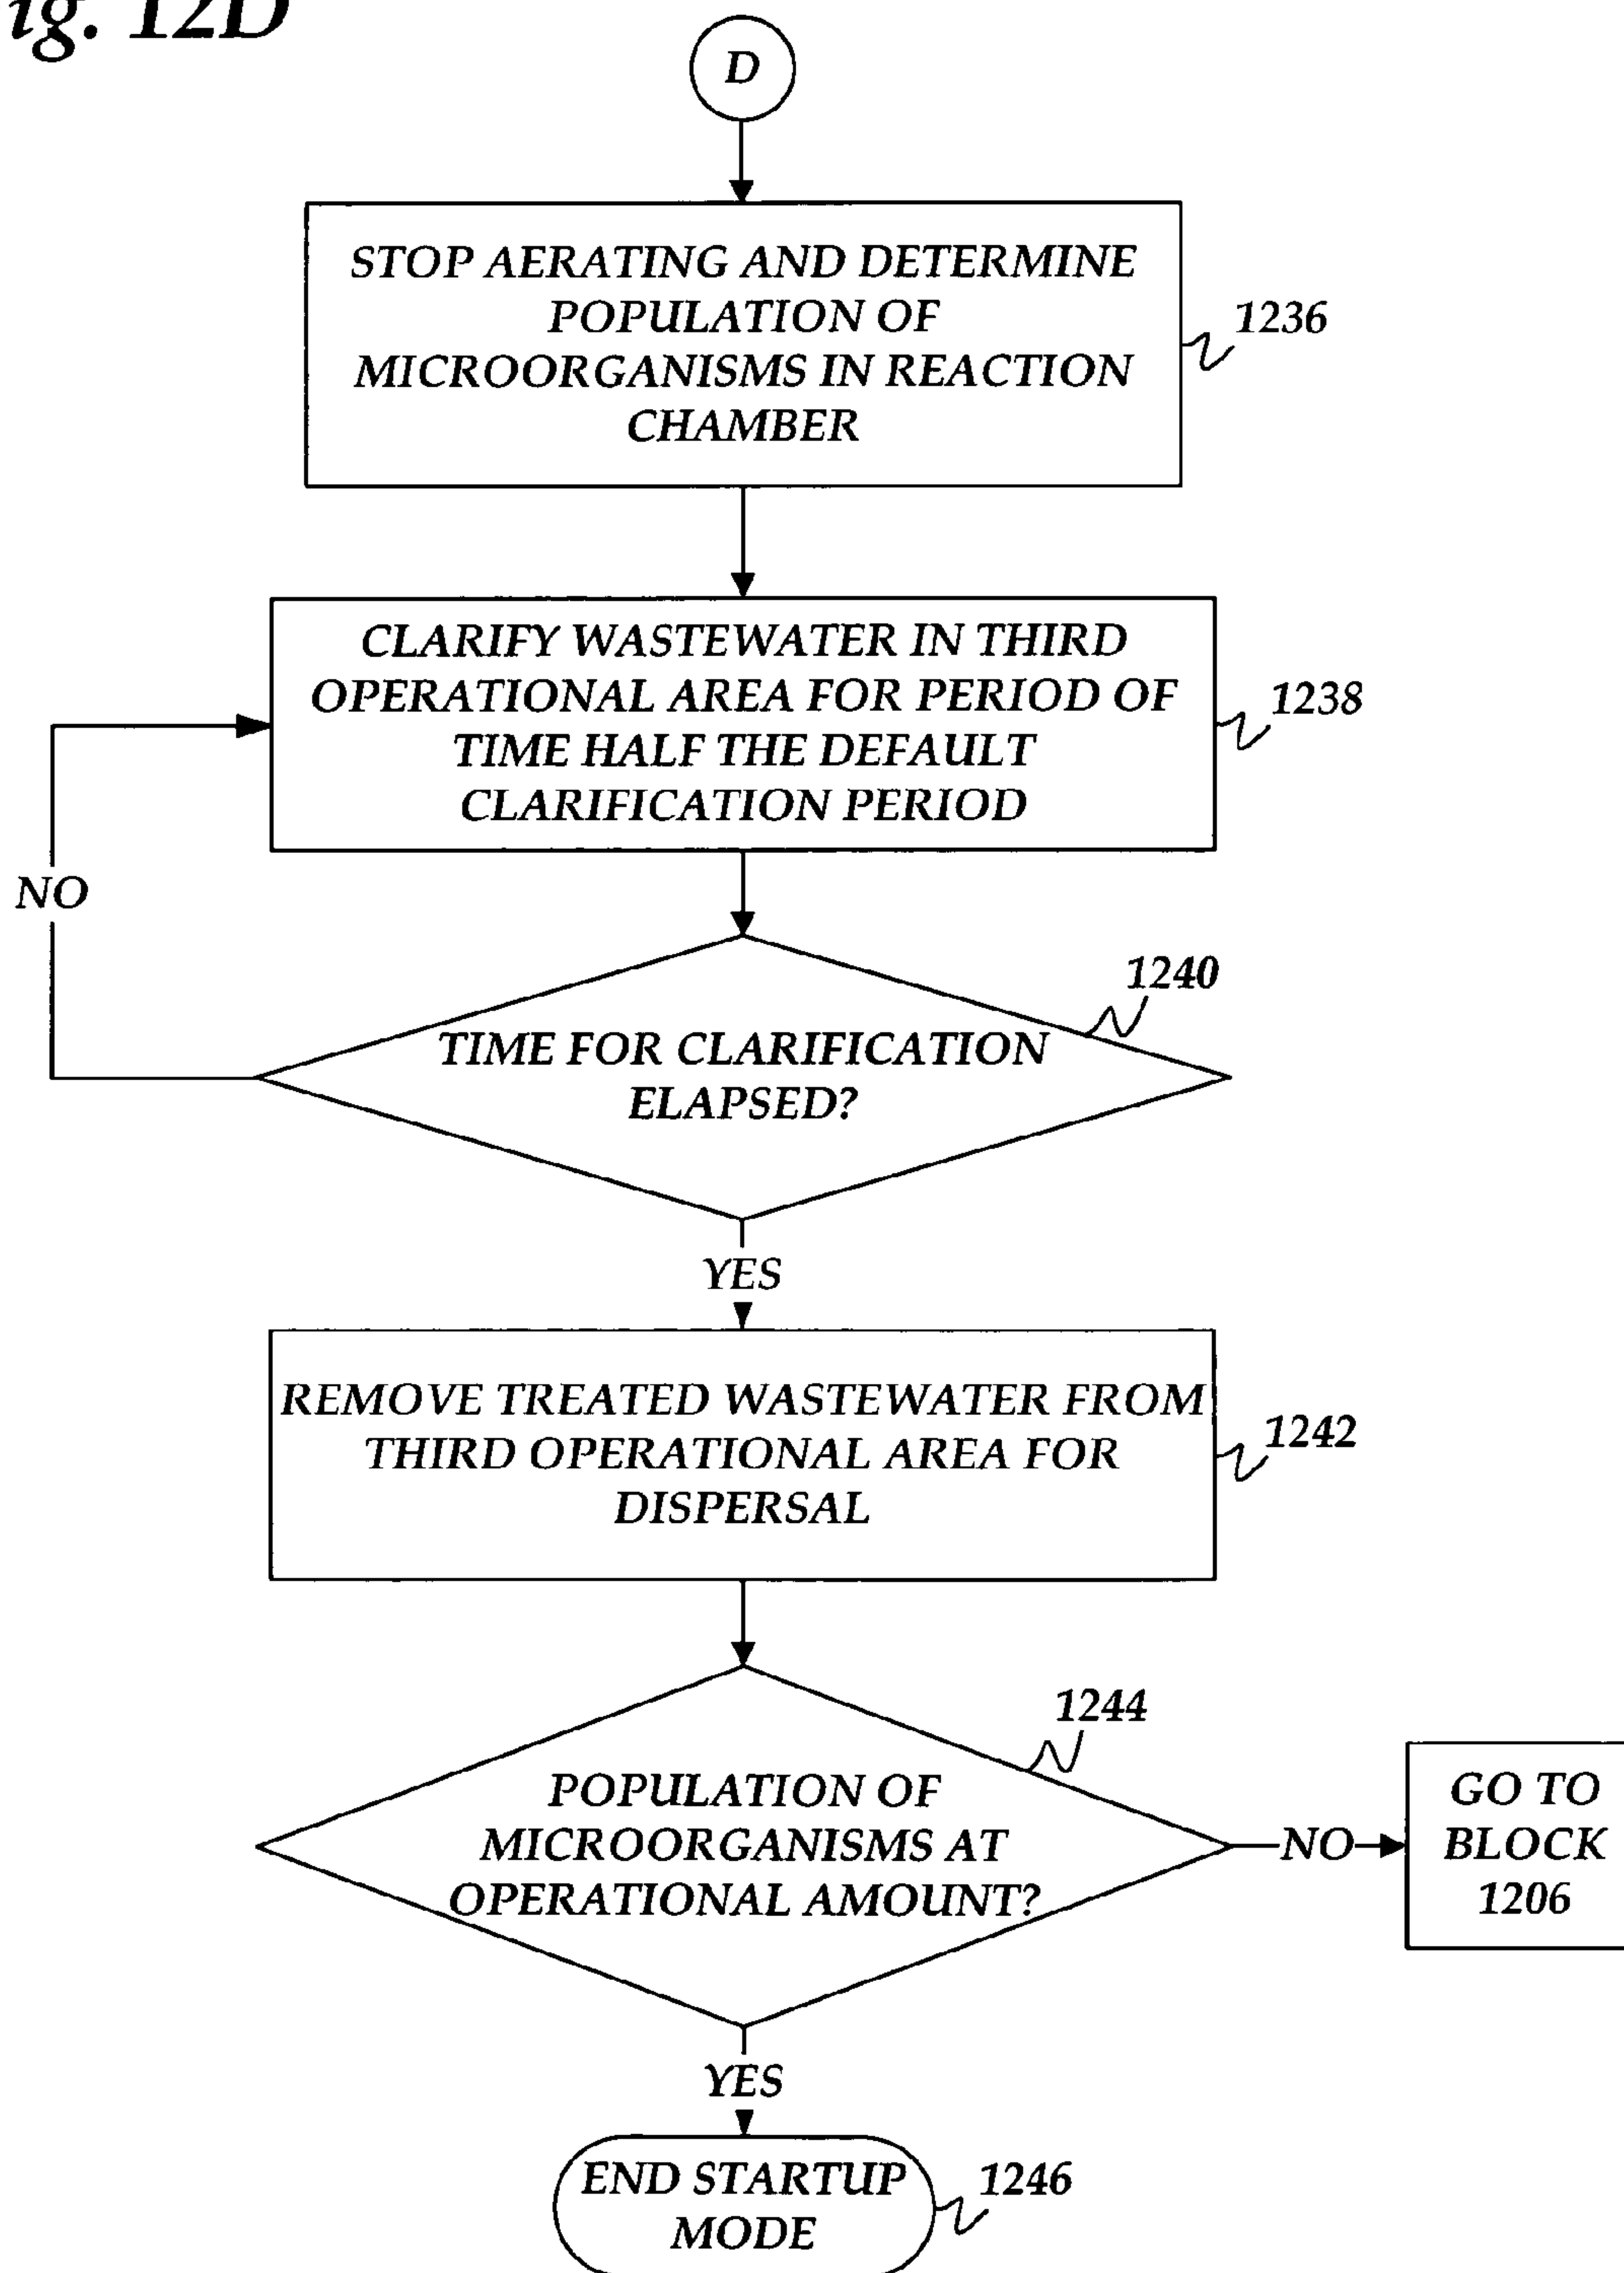 ig. 12D
D
STOP AERATING AND DETERMINE
POPULATION OF
MICROORGANISMS IN REACTION
CHAMBER
1236
CLARIFY WASTEWATER IN THIRD
OPERATIONAL AREA FOR PERIOD OF
TIME HALF THE DEFAULT
CLARIFICATION PERIOD
1238
NO
1240
TIME FOR CLARIFICATION
ELAPSED?
YES
REMOVE TREATED WASTEWATER FROM
THIRD OPERATIONAL AREA FOR
DISPERSAL
1242
1244
POPULATION OF
MICROORGANISMS AT
OPERATIONAL AMOUNT?
NO
GO TO
BLOCK
1206
YES
END STARTUP
MODE
1246